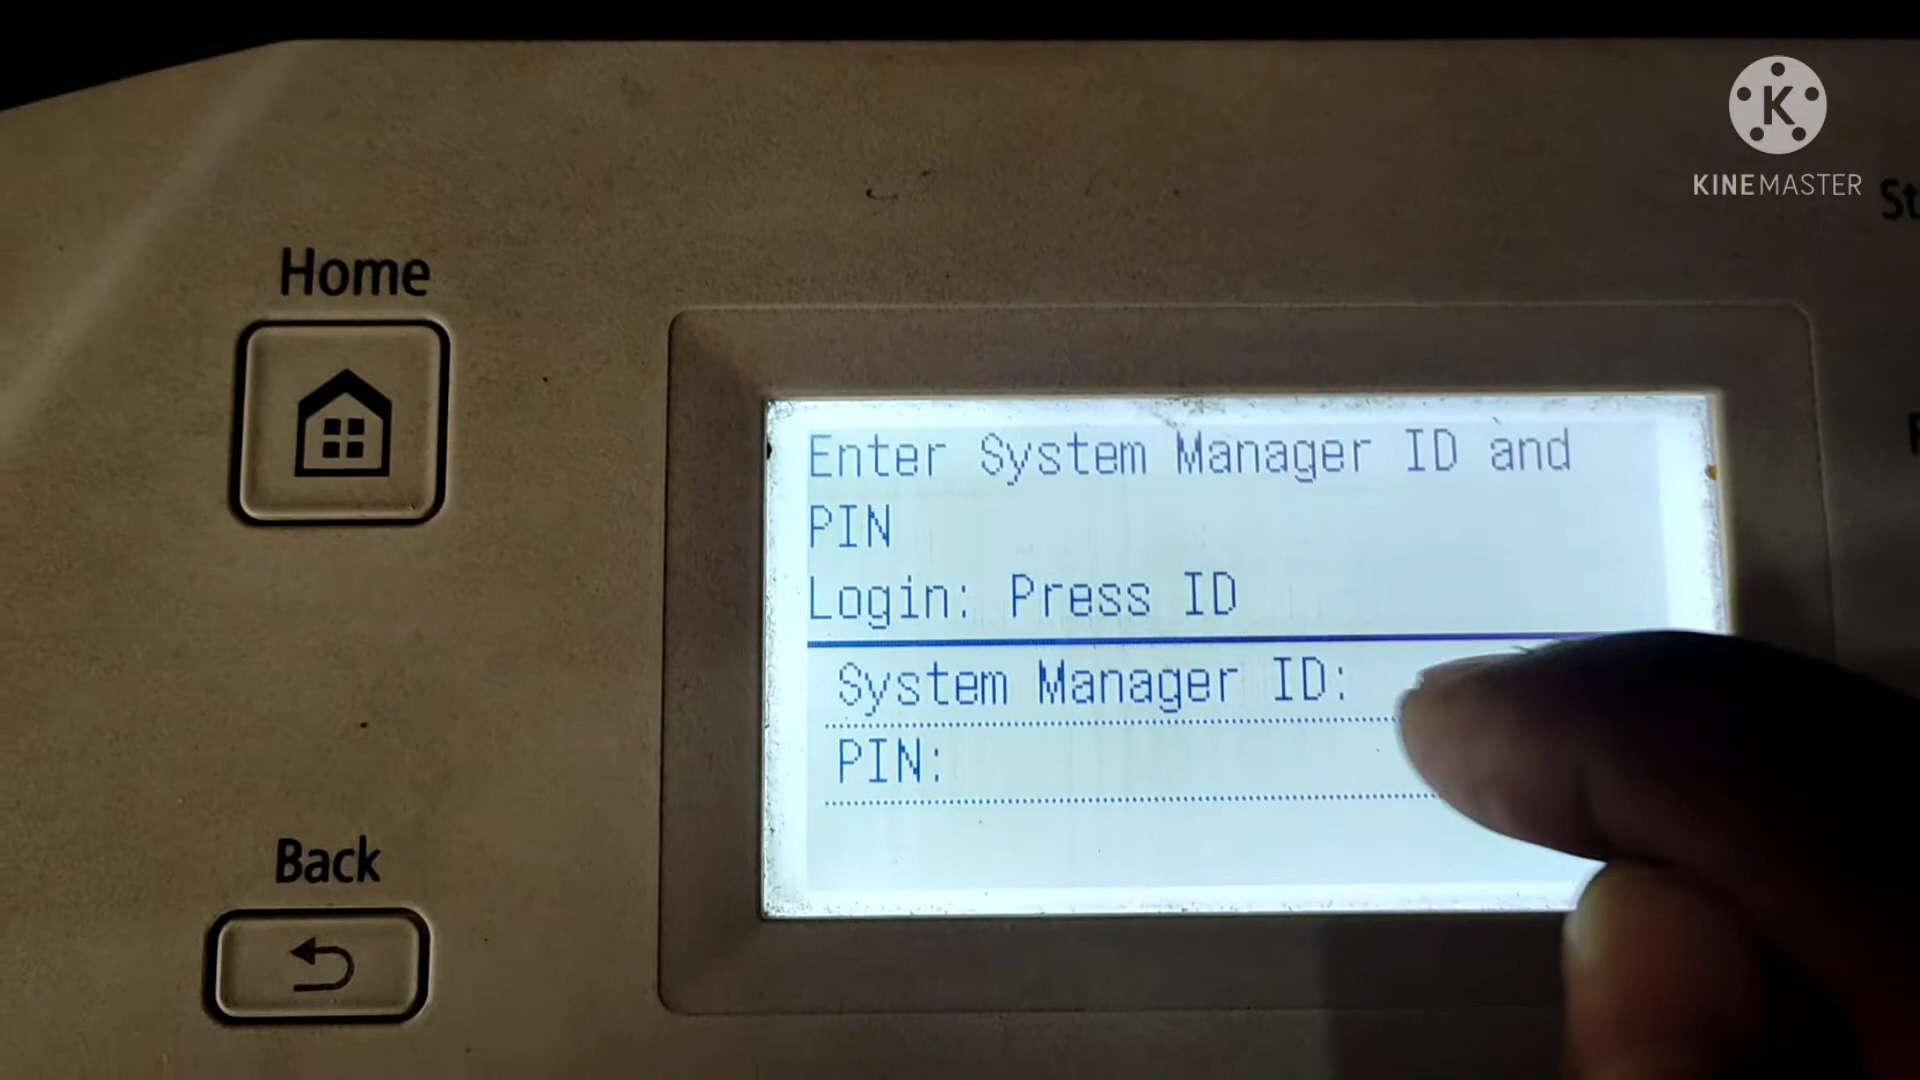 KINEMASTER
Home
Enter System Manager ID and
PIN
Login: Press ID
System Manager ID:
PIN:
Back